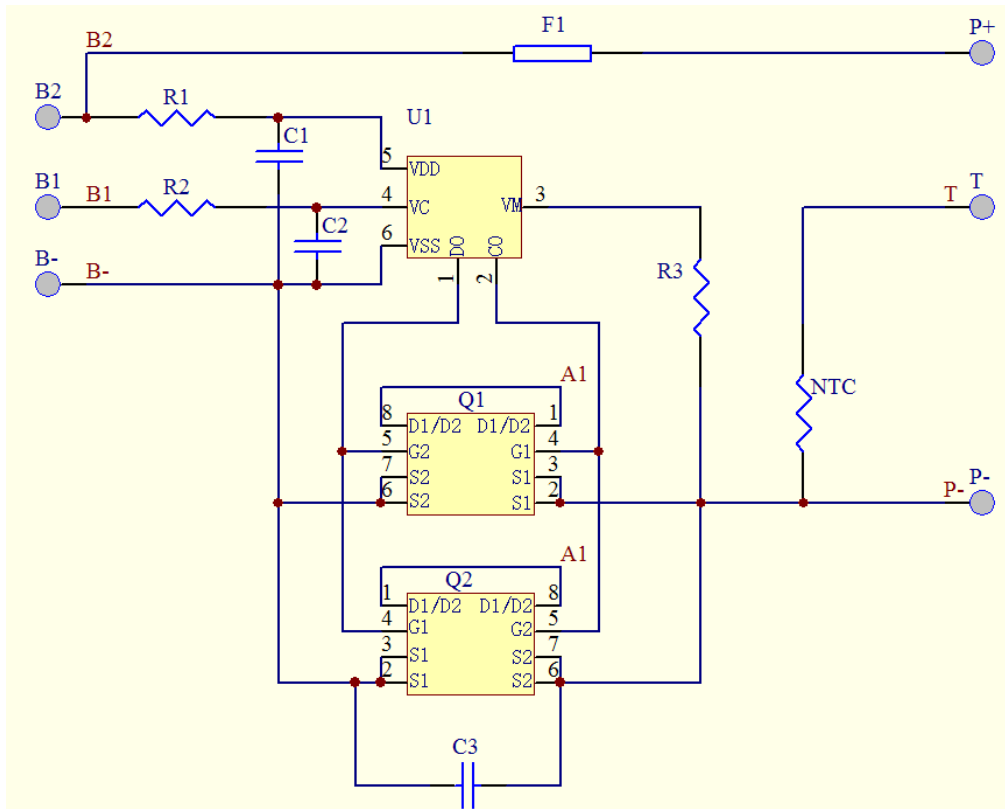 F1
P+
B2
B2
R1
U1
C1
5
VDD
B1
B1
R2
4
VC
VM
3
T
T
C2
6
VSS
DO
CO
B-
B-
1
2
R3
A1
NTC
Q1
8
D1/D2
D1/D2
1
5
G2
G1
4
7
S2
S1
3
6
S2
S1
2
P-
P-
A1
Q2
1
D1/D2
D1/D2
8
4
G1
G2
5
3
S1
S2
7
2
S1
S2
6
C3